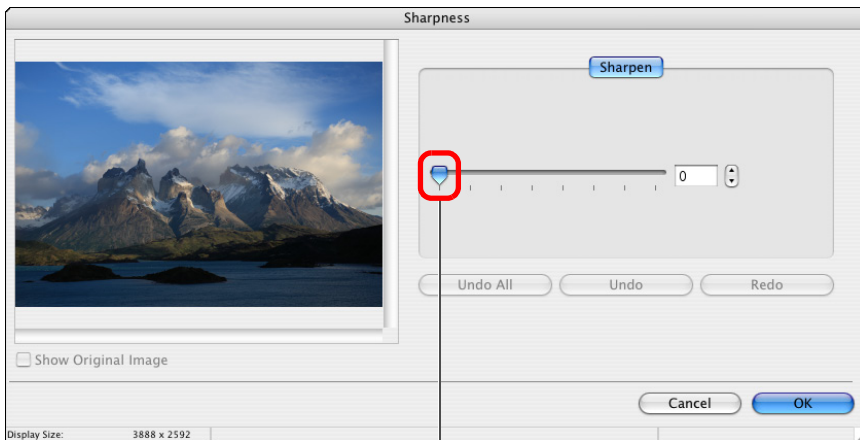 Sharpness
Sharpen
0
Undo All
Undo
Redo
Show Original Image
Cancel
OK
Display Size:
3888 x 2592